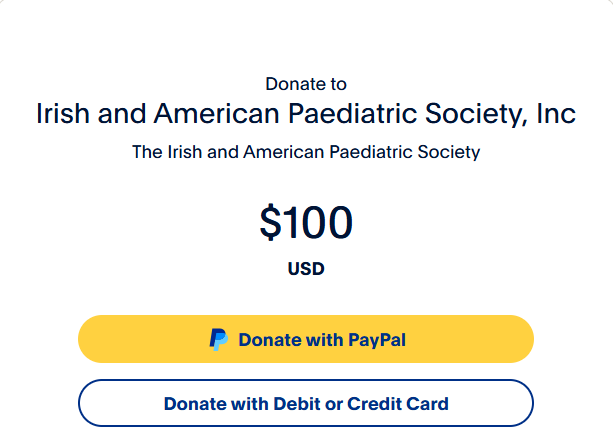 Donate to
Irish and American Paediatric Society, Inc
The Irish and American Paediatric Society
$100
USD
Donate with PayPal
Donate with Debit or Credit Card